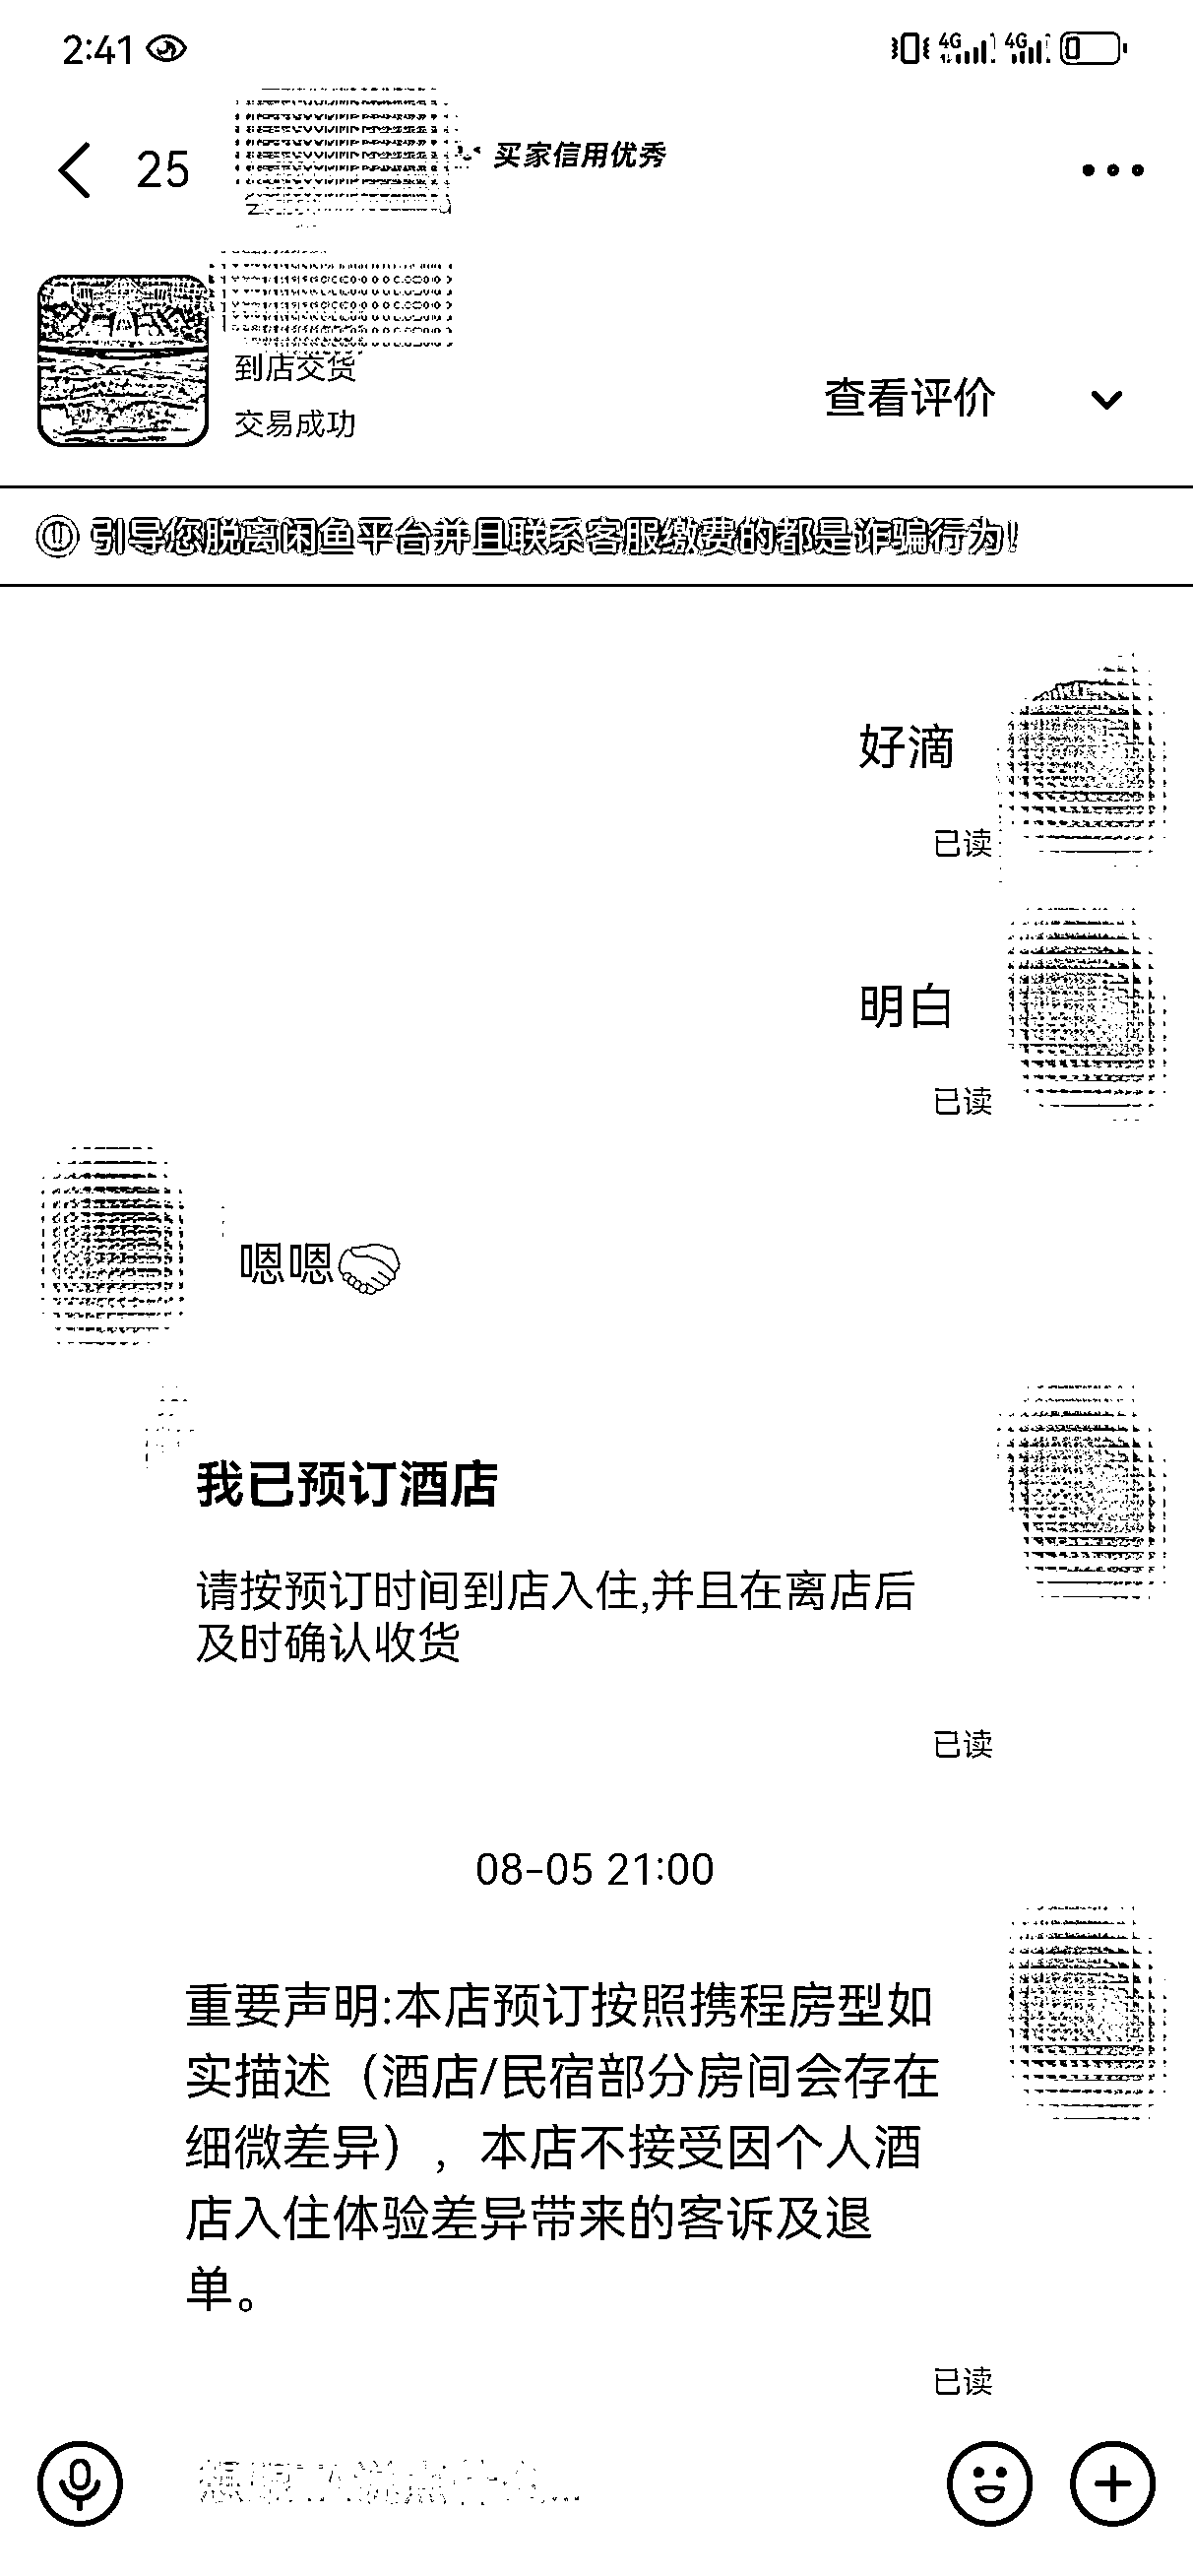 2:41
4G 4G
25
买家信用优秀
到店交货
交易成功
查看评价
引导您脱离闲鱼平台并且联系客服缴费的都是诈骗行为!
好滴
已读
明白
已读
嗯嗯🤝
我已预订酒店
请按预订时间到店入住,并且在离店后
及时确认收货
已读
08-05 21:00
重要声明:本店预订按照携程房型如
实描述（酒店/民宿部分房间会存在
细微差异），本店不接受因个人酒
店入住体验差异带来的客诉及退
单。
已读